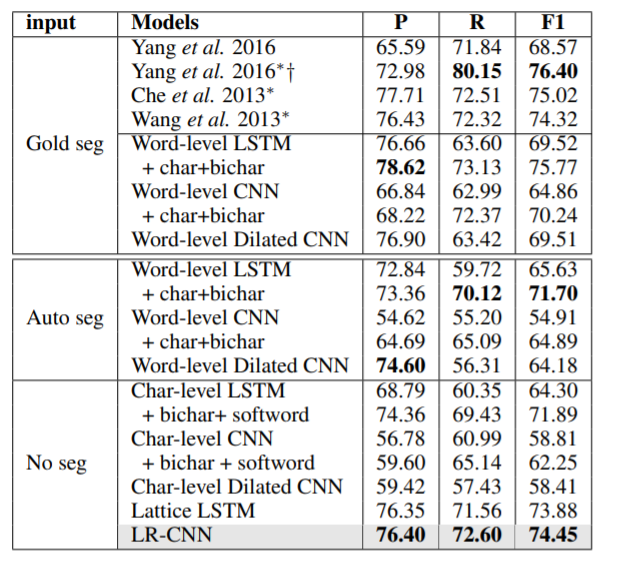 input Models P R F1
Yang et al. 2016 65.59 71.84 68.57
Yang et al. 2016*† 72.98 80.15 76.40
Che et al. 2013* 77.71 72.51 75.02
Wang et al. 2013* 76.43 72.32 74.32
Gold seg Word-level LSTM 76.66 63.60 69.52
+ char+bichar 78.62 73.13 75.77
Word-level CNN 66.84 62.99 64.86
+ char+bichar 68.22 72.37 70.24
Word-level Dilated CNN 76.90 63.42 69.51
Word-level LSTM 72.84 59.72 65.63
+ char+bichar 73.36 70.12 71.70
Auto seg Word-level CNN 54.62 55.20 54.91
+ char+bichar 64.69 65.09 64.89
Word-level Dilated CNN 74.60 56.31 64.18
Char-level LSTM 68.79 60.35 64.30
+ bichar+ softword 74.36 69.43 71.89
Char-level CNN 56.78 60.99 58.81
No seg + bichar + softword 59.60 65.14 62.25
Char-level Dilated CNN 59.42 57.43 58.41
Lattice LSTM 76.35 71.56 73.88
LR-CNN 76.40 72.60 74.45